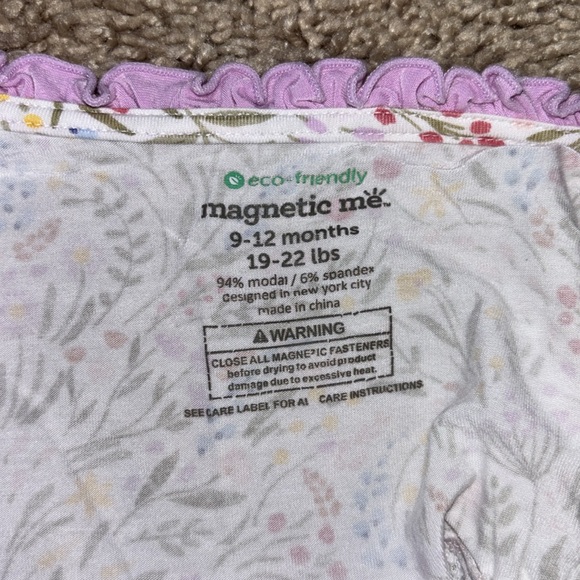 eco-friendly
magnetic me™
9-12 months
19-22 lbs
94% modal / 6% spandex
designed in new york city
made in china
WARNING
CLOSE ALL MAGNETIC FASTENERS
before drying to avoid product
damage due to excessive heat.
SEE CARE LABEL FOR AL CARE INSTRUCTIONS